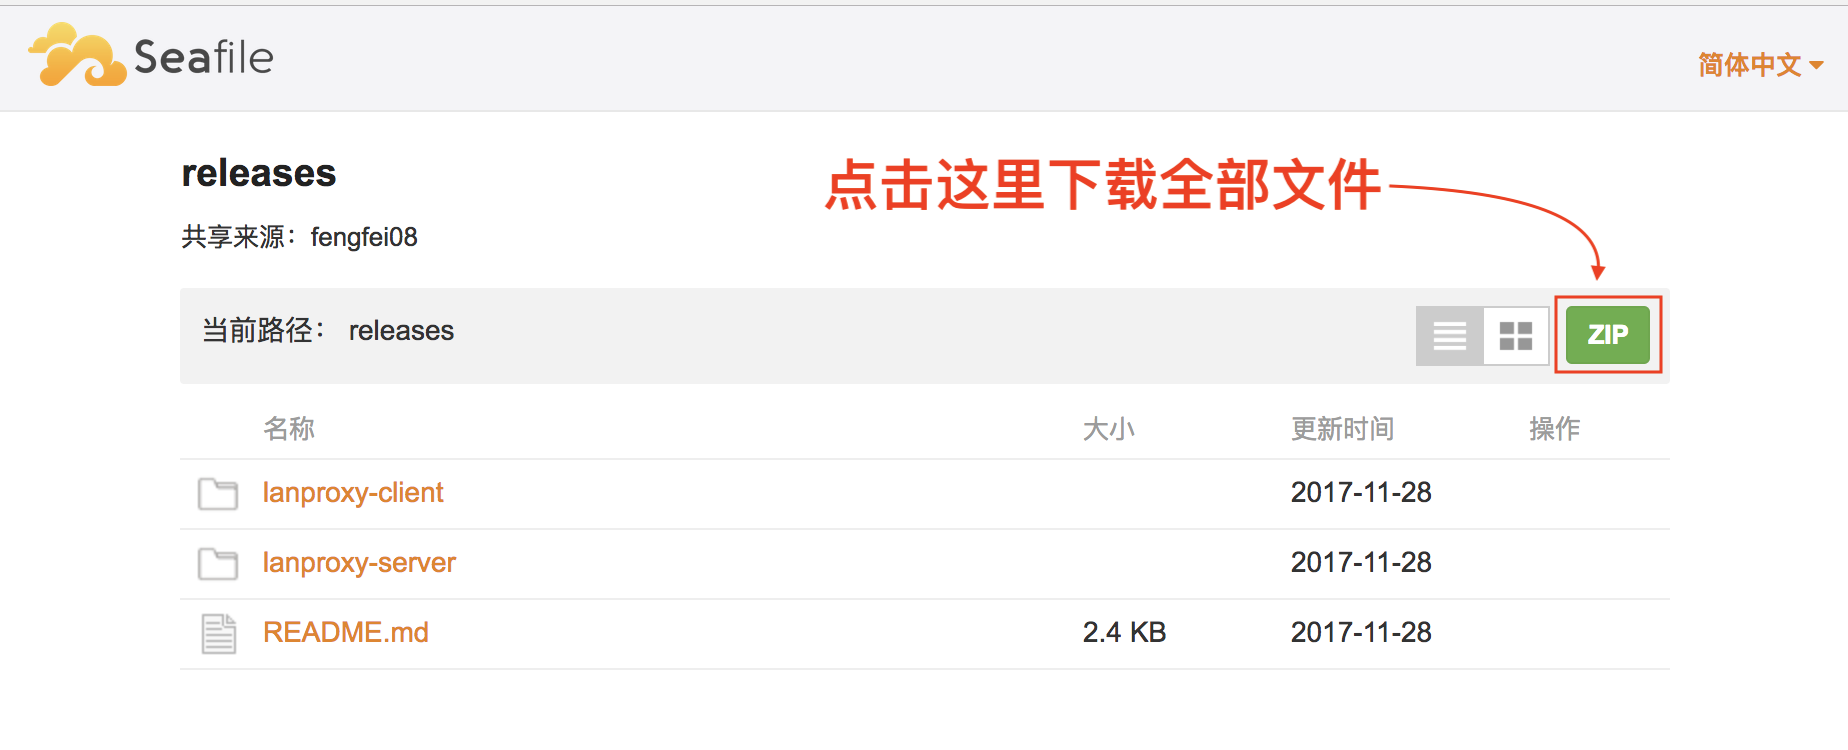 Seafile
简体中文
releases
点击这里下载全部文件
共享来源：fengfei08
当前路径： releases
ZIP
名称 大小 更新时间 操作
lanproxy-client 2017-11-28
lanproxy-server 2017-11-28
README.md 2.4 KB 2017-11-28